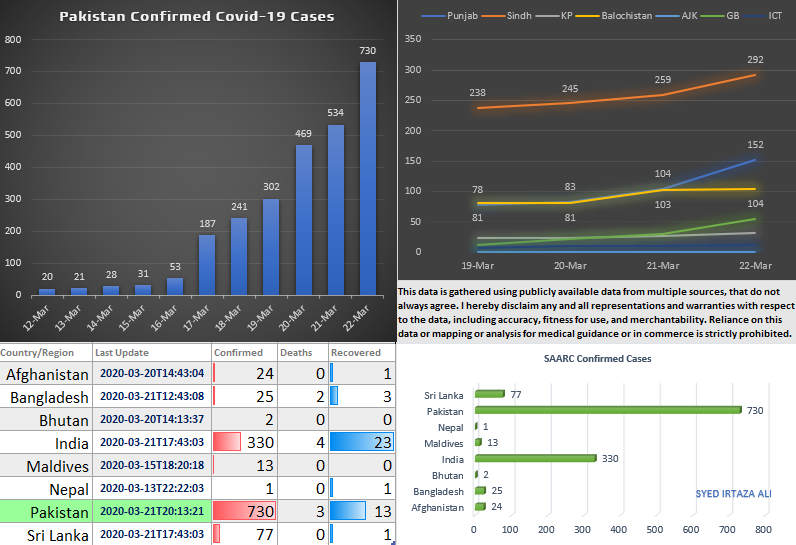 Pakistan Confirmed Covid-19 Cases
800
700
600
500
400
300
200
100
0
20
21
28
31
53
187
241
302
469
534
730
12-Mar
13-Mar
14-Mar
15-Mar
16-Mar
17-Mar
18-Mar
19-Mar
20-Mar
21-Mar
22-Mar
Punjab Sindh KP Balochistan AJK GB ICT
350
300
250
200
150
100
50
0
238 245 259 292
78 83 104 152
81 81 103 104
19-Mar 20-Mar 21-Mar 22-Mar
This data is gathered using publicly available data from multiple sources, that do not
always agree. I hereby disclaim any and all representations and warranties with respect
to the data, including accuracy, fitness for use, and merchantability. Reliance on this
data or mapping or analysis for medical guidance or in commerce is strictly prohibited.
Country/Region Last Update Confirmed Deaths Recovered
Afghanistan 2020-03-20T14:43:04 24 0 1
Bangladesh 2020-03-21T12:43:08 25 2 3
Bhutan 2020-03-20T14:13:37 2 0 0
India 2020-03-21T17:43:03 330 4 23
Maldives 2020-03-15T18:20:18 13 0 0
Nepal 2020-03-13T22:22:03 1 0 1
Pakistan 2020-03-21T20:13:21 730 3 13
Sri Lanka 2020-03-21T17:43:03 77 0 1
SAARC Confirmed Cases
Sri Lanka 77
Pakistan 730
Nepal 1
Maldives 13
India 330
Bhutan 2
Bangladesh 25
Afghanistan 24
SYED IRTAZA ALI
0 100 200 300 400 500 600 700 800